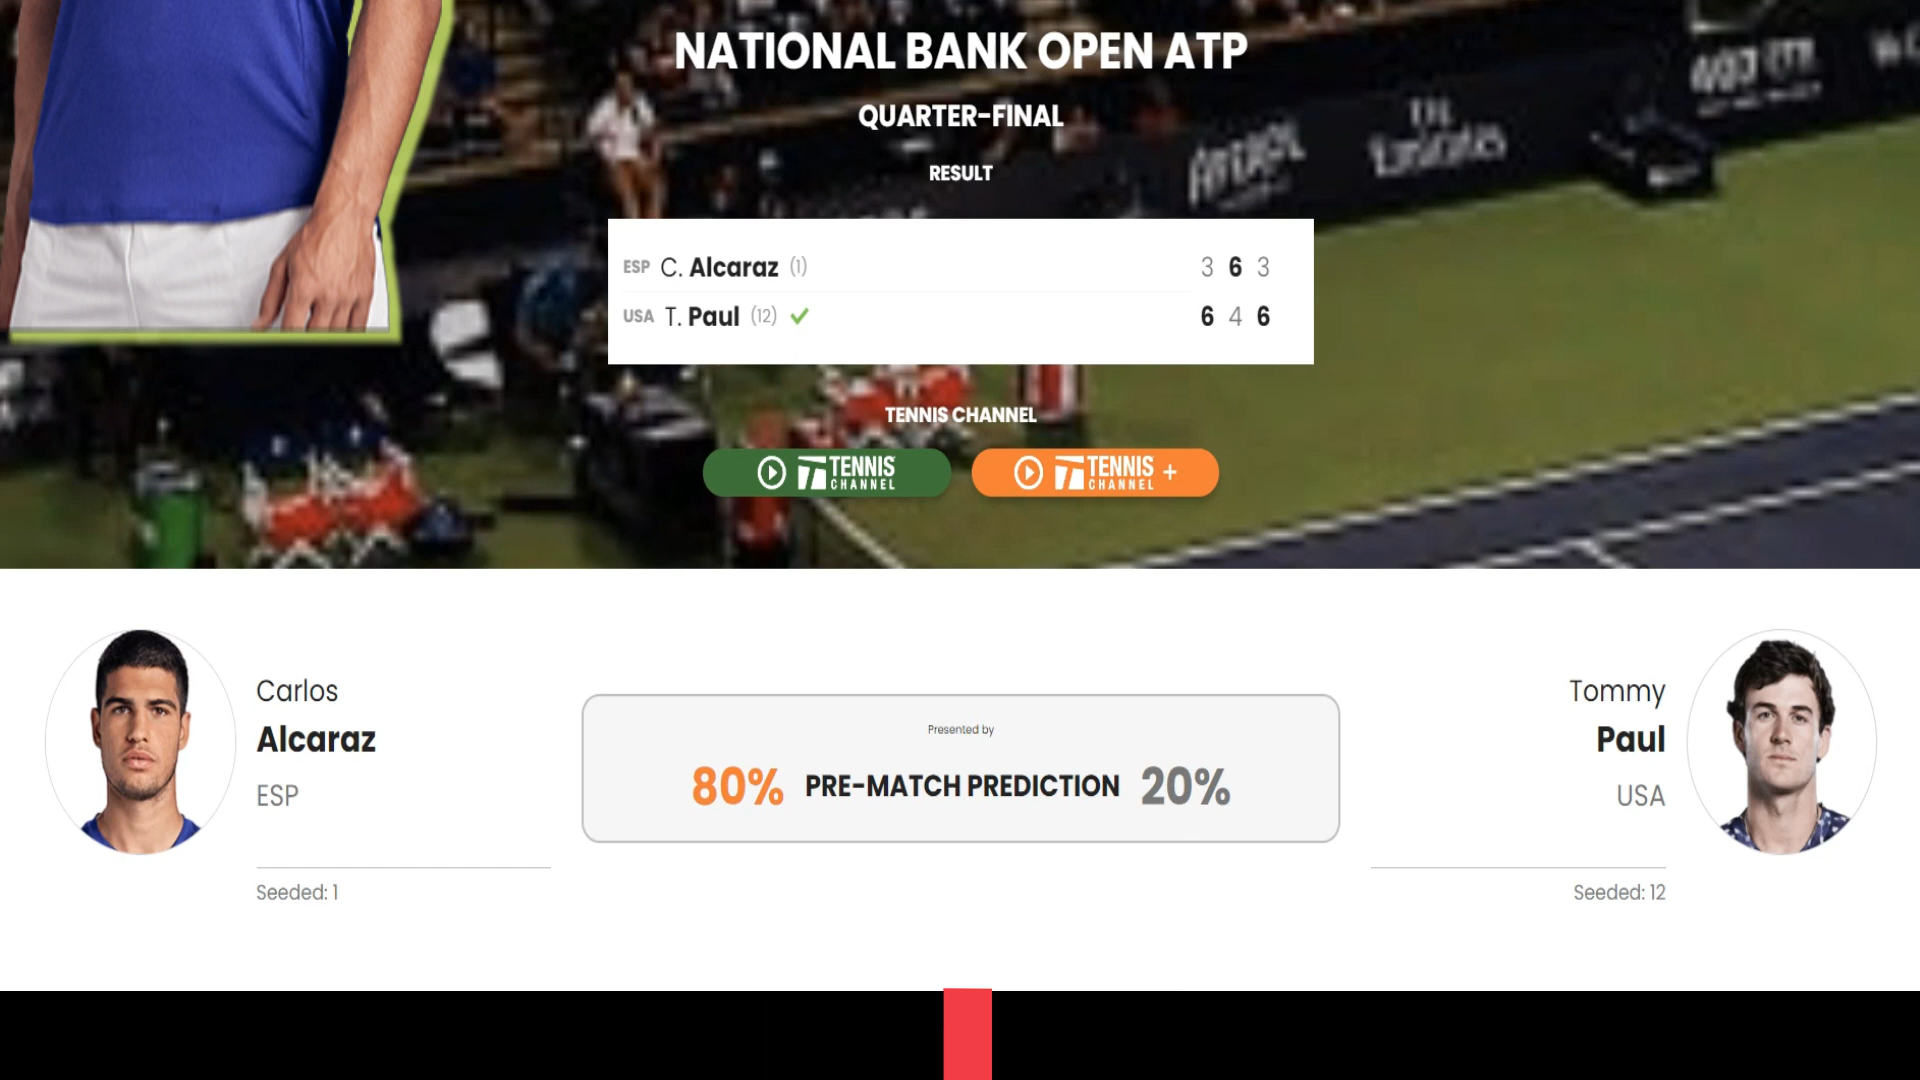 NATIONAL BANK OPEN ATP
QUARTER-FINAL
RESULT
ESP C. Alcaraz (1) 3 6 3
USA T. Paul (12) 6 4 6
TENNIS CHANNEL
TENNIS CHANNEL
TENNIS CHANNEL +
Carlos
Alcaraz
ESP
Seeded: 1
Presented by
80% PRE-MATCH PREDICTION 20%
Tommy
Paul
USA
Seeded: 12
Emirates